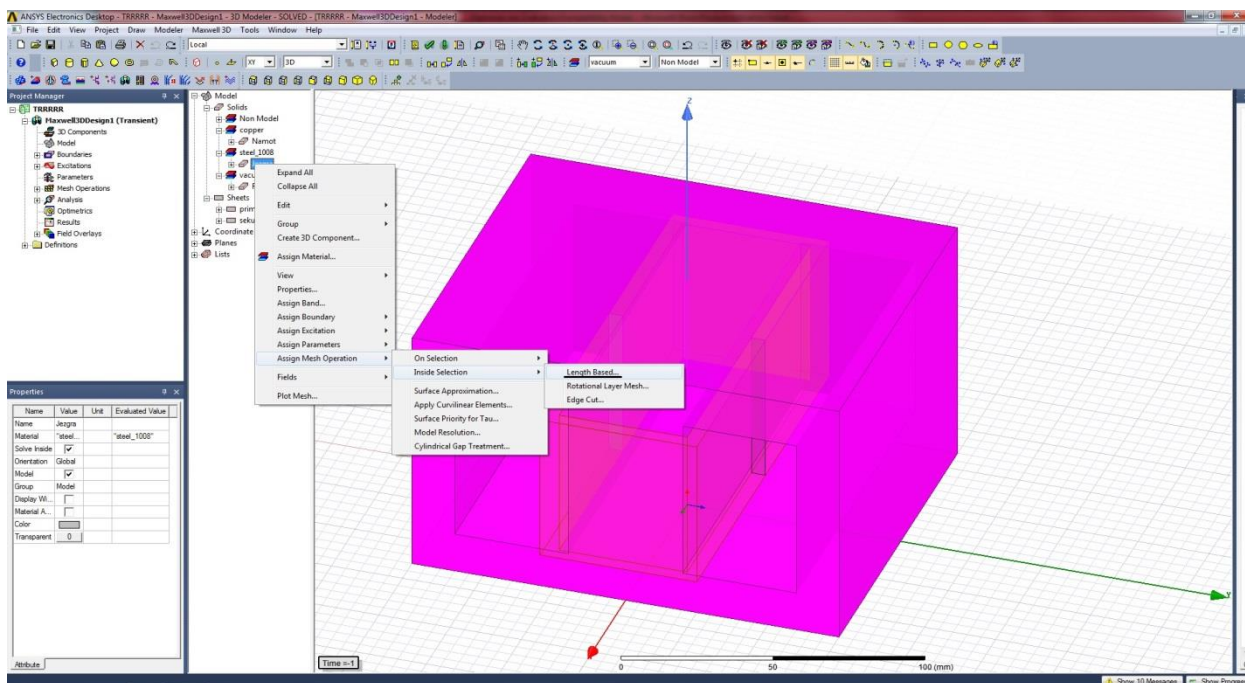 ANSYS Electronics Desktop - TRRRRR - Maxwell3DDesign1 - 3D Modeler - SOLVED - [TRRRRR - Maxwell3DDesign1 - Modeler]
File Edit View Project Draw Modeler Maxwell 3D Tools Window Help
Local
XY 3D vacuum Non Model
Project Manager
TRRRRR
Maxwell3DDesign1 (Transient)
3D Components
Model
Boundaries
Excitations
Parameters
Mesh Operations
Analysis
Optimetrics
Results
Field Overlays
Definitions
Model
Solids
Non Model
copper
Namot
steel_1008
vacu
Sheets
prim
seku
Coordinate
Planes
Lists
Expand All
Collapse All
Edit
Group
Create 3D Component...
Assign Material...
View
Properties...
Assign Band...
Assign Boundary
Assign Excitation
Assign Parameters
Assign Mesh Operation
Fields
Plot Mesh...
On Selection
Inside Selection
Surface Approximation...
Apply Curvilinear Elements...
Surface Priority for Tau...
Model Resolution...
Cylindrical Gap Treatment...
Length Based...
Rotational Layer Mesh...
Edge Cut...
Properties
Name Value Unit Evaluated Value
Name Jezgra
Material "steel... "steel_1008"
Solve Inside
Orientation Global
Model
Group Model
Display Wi...
Material A...
Color
Transparent 0
Attribute
Z
Y
Time =-1
0 50 100 (mm)
Show 10 Messages Show Progress